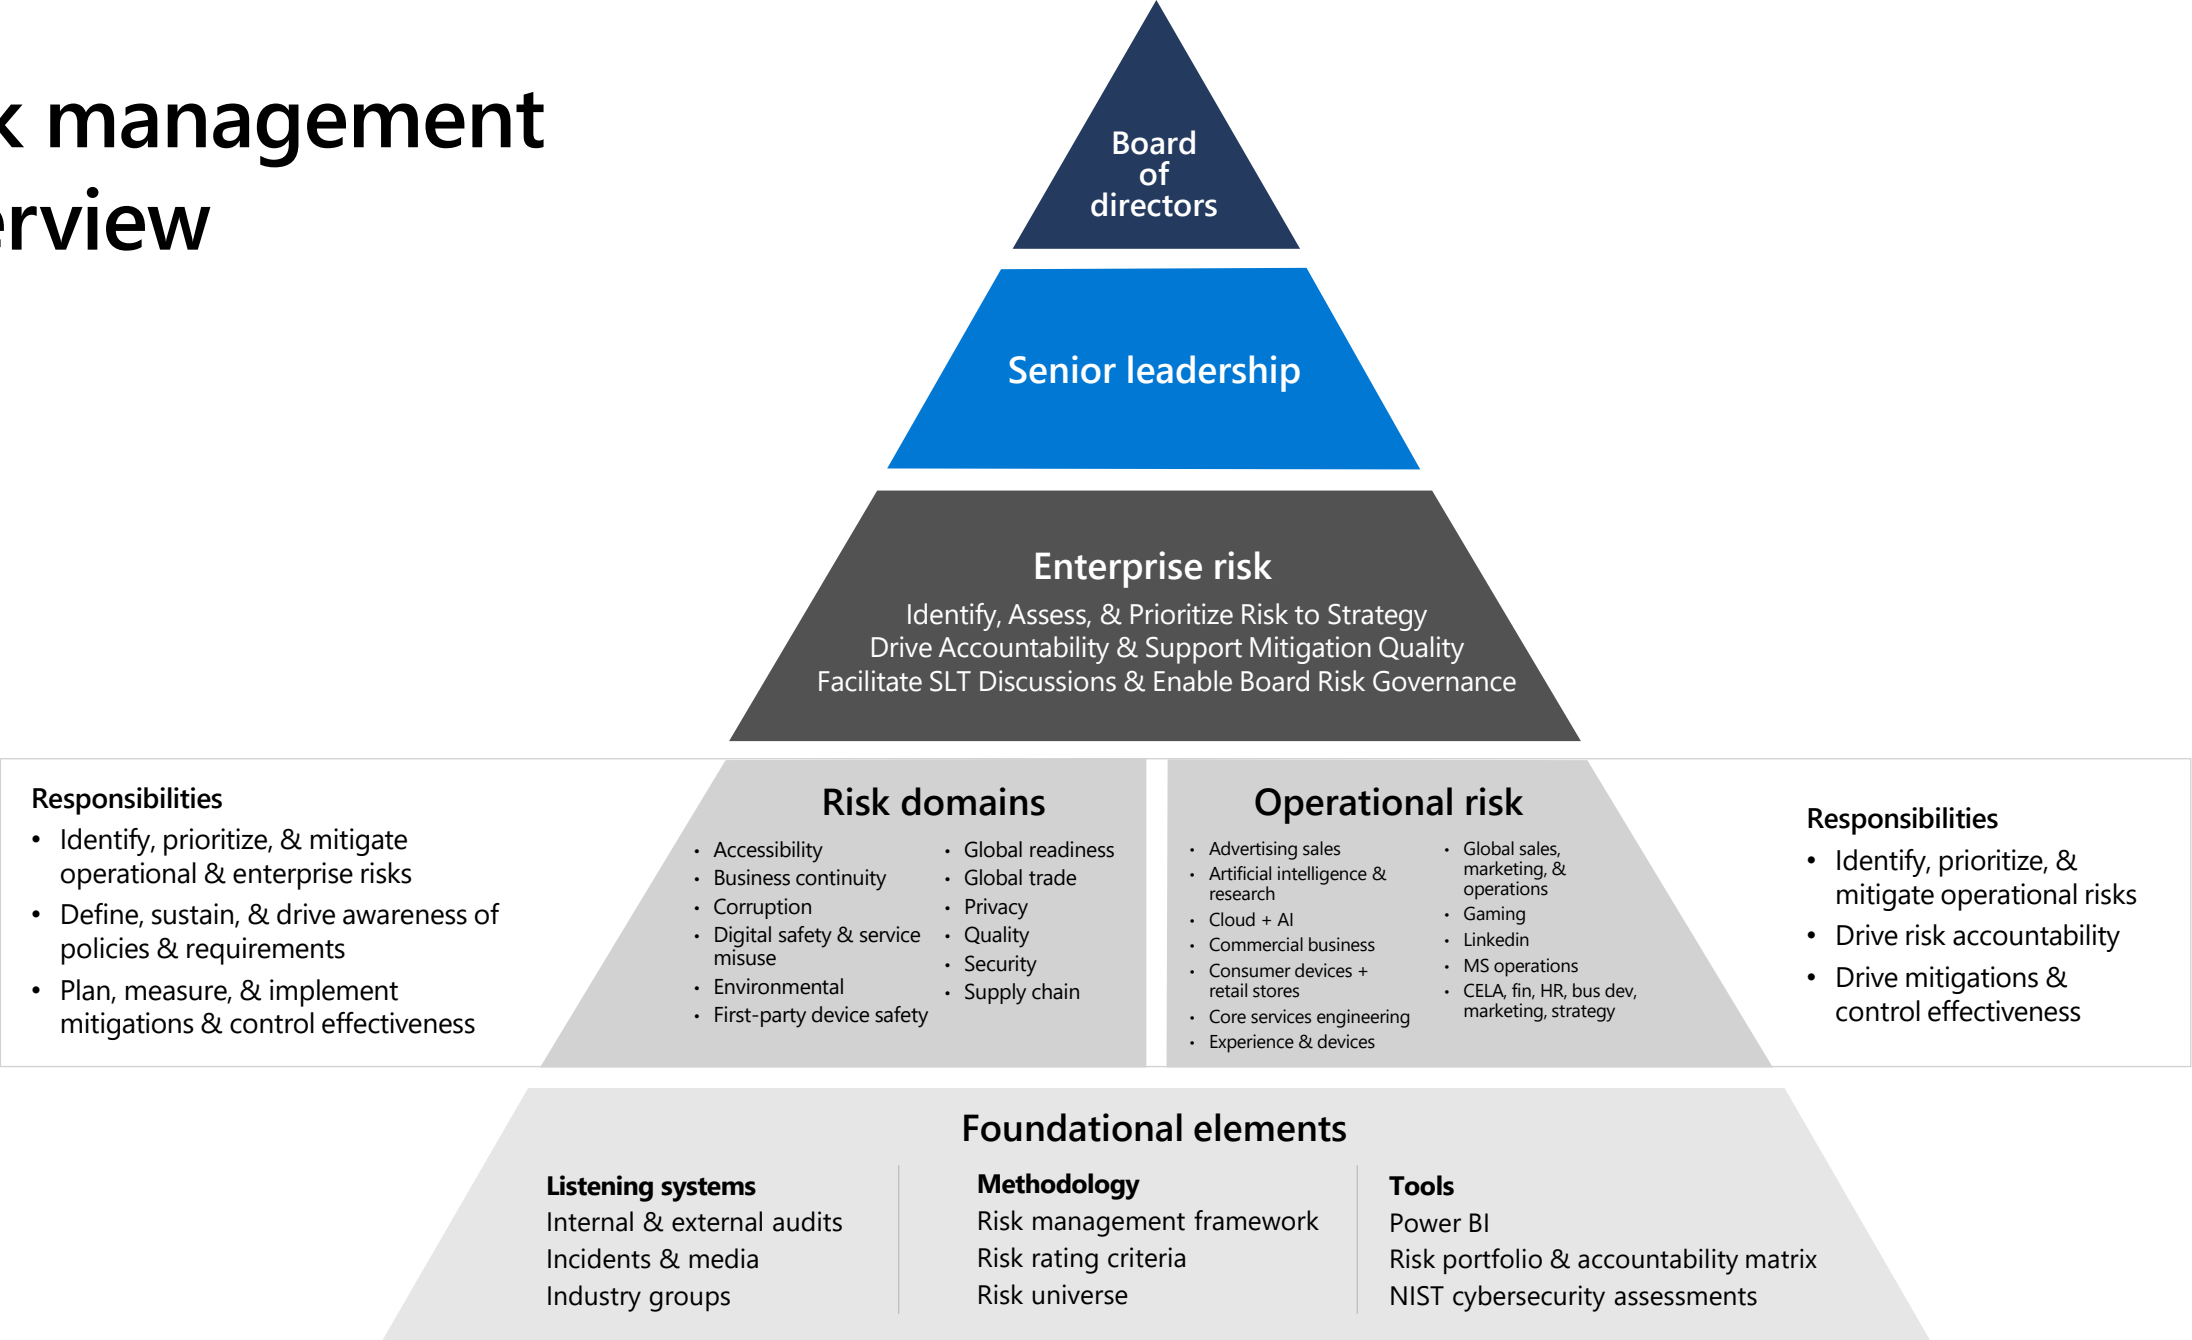 k management
erview
Board
of
directors
Senior leadership
Enterprise risk
Identify, Assess, & Prioritize Risk to Strategy
Drive Accountability & Support Mitigation Quality
Facilitate SLT Discussions & Enable Board Risk Governance
Responsibilities
• Identify, prioritize, & mitigate
operational & enterprise risks
• Define, sustain, & drive awareness of
policies & requirements
• Plan, measure, & implement
mitigations & control effectiveness
Risk domains
• Accessibility
• Business continuity
• Corruption
• Digital safety & service
misuse
• Environmental
• First-party device safety
• Global readiness
• Global trade
• Privacy
• Quality
• Security
• Supply chain
Operational risk
• Advertising sales
• Artificial intelligence &
research
• Cloud + AI
• Commercial business
• Consumer devices +
retail stores
• Core services engineering
• Experience & devices
• Global sales,
marketing, &
operations
• Gaming
• Linkedin
• MS operations
• CELA, fin, HR, bus dev,
marketing, strategy
Responsibilities
• Identify, prioritize, &
mitigate operational risks
• Drive risk accountability
• Drive mitigations &
control effectiveness
Foundational elements
Listening systems
Internal & external audits
Incidents & media
Industry groups
Methodology
Risk management framework
Risk rating criteria
Risk universe
Tools
Power BI
Risk portfolio & accountability matrix
NIST cybersecurity assessments